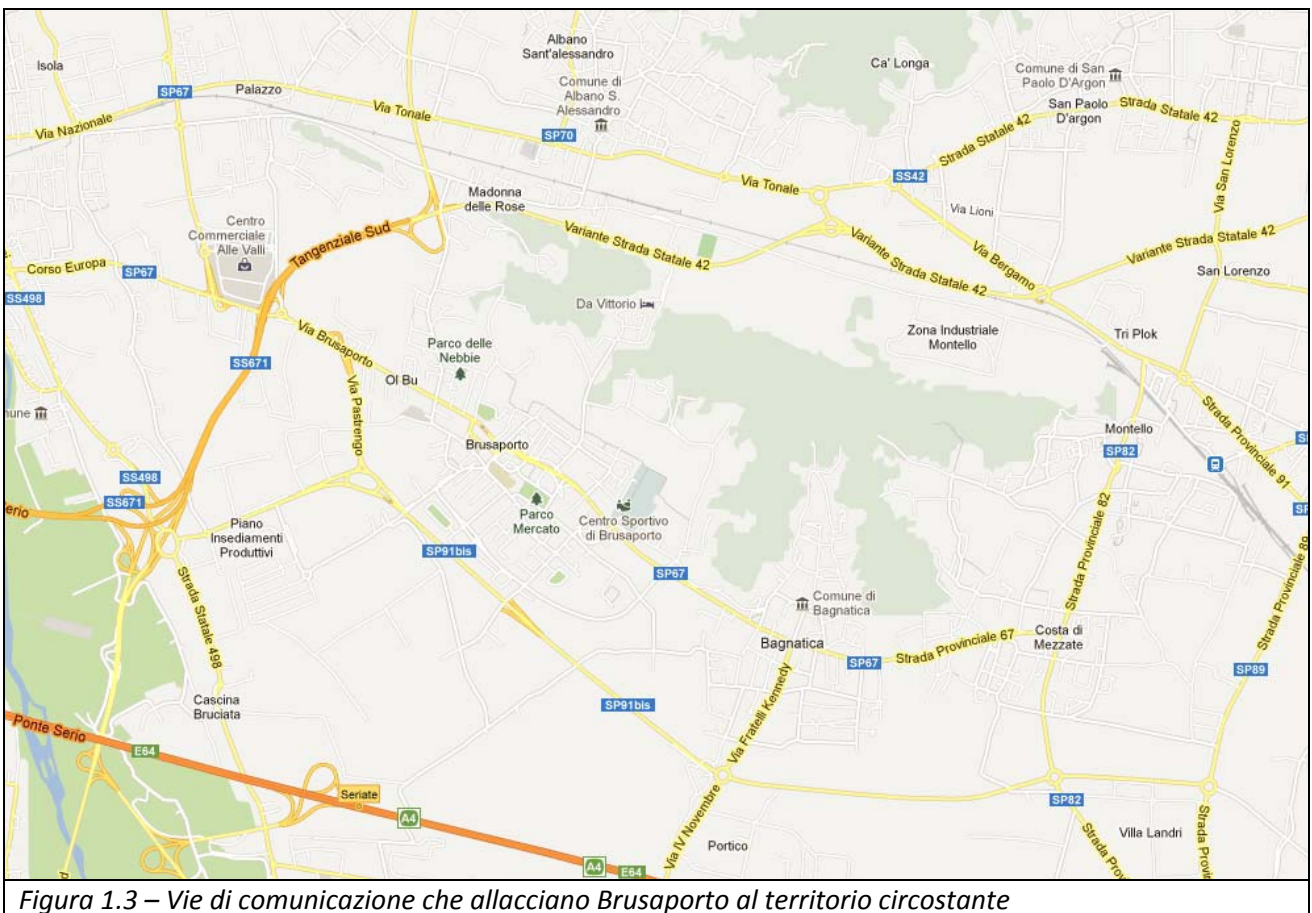 Albano
Sant'alessandro
Isola
Ca' Longa
Comune di San
Paolo D'Argon
Comune di
Albano S.
Alessandro
SP67
Palazzo
Via Tonale
San Paolo
D'argon
Strada Statale 42
Via Nazionale
SP70
Strada Statale 42
SS42
Via Tonale
Madonna
delle Rose
Via San Lorenzo
Via Lioni
Centro
Commerciale
Alle Valli
Tangenziale Sud
Variante Strada Statale 42
Variante Strada Statale 42
Via Bergamo
Variante Strada Statale 42
Corso Europa
SP67
San Lorenzo
SS498
Da Vittorio
Via Brusaporto
Zona Industriale
Montello
Tri Plok
Parco delle
Nebbie
SS671
Ol Bu
Via Pastrengo
Strada Provinciale 91
Montello
SP82
Brusaporto
SS498
SS671
Parco
Mercato
Centro Sportivo
di Brusaporto
Piano
Insediamenti
Produttivi
SP91bis
Strada Provinciale 82
SP67
Strada Provinciale 89
Strada Statale 498
Comune di
Bagnatica
Bagnatica
Costa di
Mezzate
Strada Provinciale 67
SP67
SP89
Cascina
Bruciata
SP91bis
Via Fratelli Kennedy
Ponte Serio
E64
Seriate
SP82
A4
Via IV Novembre
Portico
Villa Landri
Strada Provinciale
A4
E64
Figura 1.3 – Vie di comunicazione che allacciano Brusaporto al territorio circostante